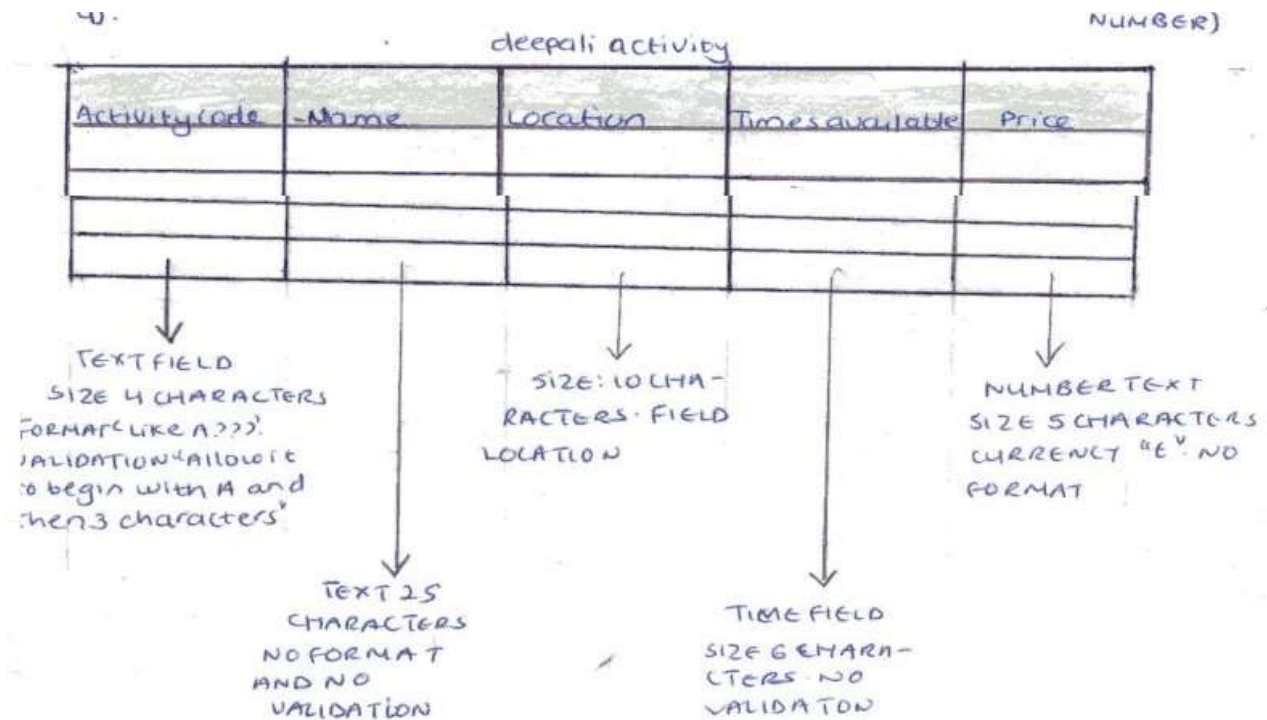 NUMBER)
deepali activity
Activity code Name Location Times available Price
TEXT FIELD
SIZE 4 CHARACTERS
FORMAT "LIKE A???".
VALIDATION "Allow it
to begin with A and
then 3 characters"
TEXT 25
CHARACTERS
NO FORMAT
AND NO
VALIDATION
SIZE: 10 CHA-
RACTERS. FIELD
LOCATION
TIME FIELD
SIZE 6 CHARA-
CTERS. NO
VALIDATON
NUMBER TEXT
SIZE 5 CHARACTERS
CURRENCY "£". NO
FORMAT